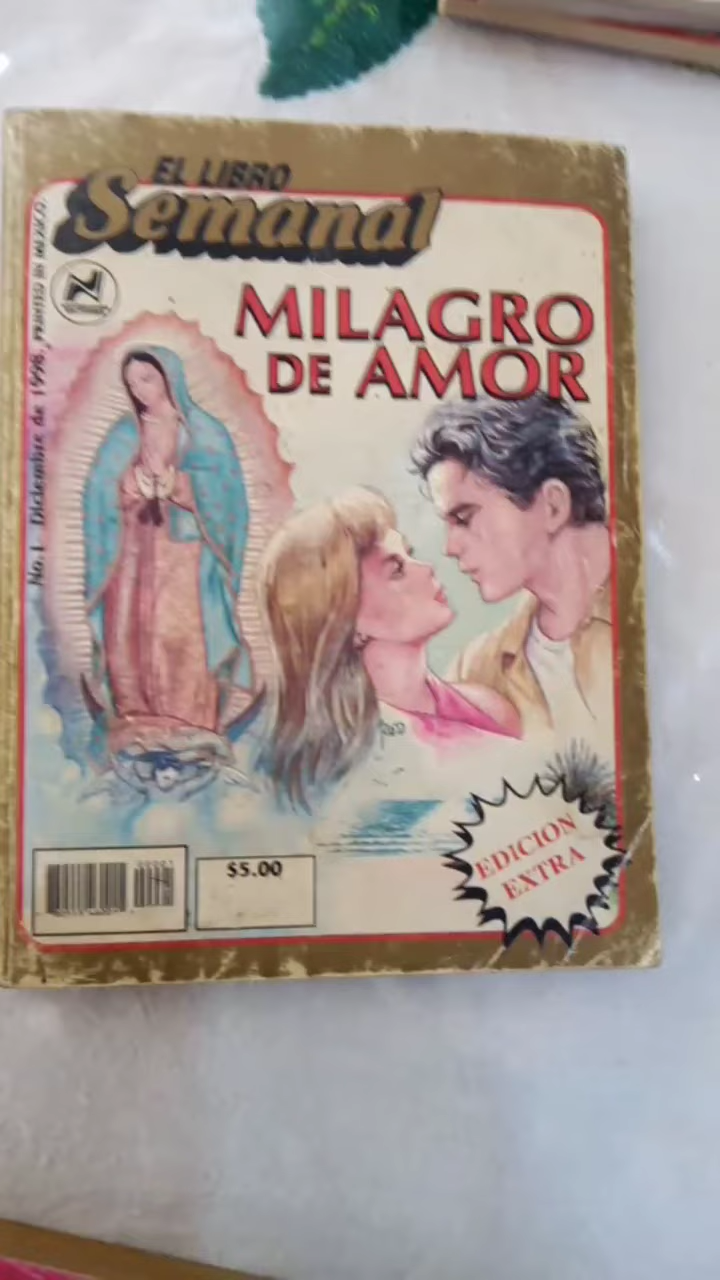 EL LIBRO
Semanal
MILAGRO
DE AMOR
No. 1 Diciembre de 1998. PRINTED IN MEXICO.
$5.00
EDICION
EXTRA